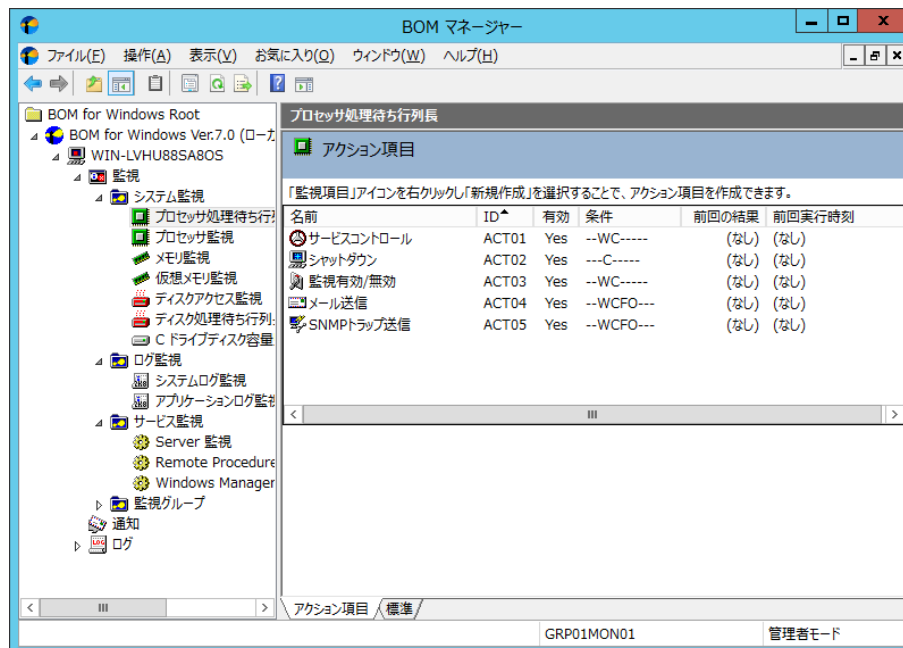 BOM マネージャー
ファイル(F) 操作(A) 表示(V) お気に入り(O) ウィンドウ(W) ヘルプ(H)
BOM for Windows Root
BOM for Windows Ver.7.0 (ローカ
WIN-LVHU88SA8OS
監視
システム監視
プロセッサ処理待ち行
プロセッサ監視
メモリ監視
仮想メモリ監視
ディスクアクセス監視
ディスク処理待ち行列
C ドライブディスク容量
ログ監視
システムログ監視
アプリケーションログ監視
サービス監視
Server 監視
Remote Procedure
Windows Manager
監視グループ
通知
ログ
プロセッサ処理待ち行列長
アクション項目
「監視項目」アイコンを右クリックし「新規作成」を選択することで、アクション項目を作成できます。
名前 ID 有効 条件 前回の結果 前回実行時刻
サービスコントロール ACT01 Yes --WC----- (なし) (なし)
シャットダウン ACT02 Yes ---C----- (なし) (なし)
監視有効/無効 ACT03 Yes --WC----- (なし) (なし)
メール送信 ACT04 Yes --WCFO--- (なし) (なし)
SNMPトラップ送信 ACT05 Yes --WCFO--- (なし) (なし)
アクション項目 標準
GRP01MON01 管理者モード